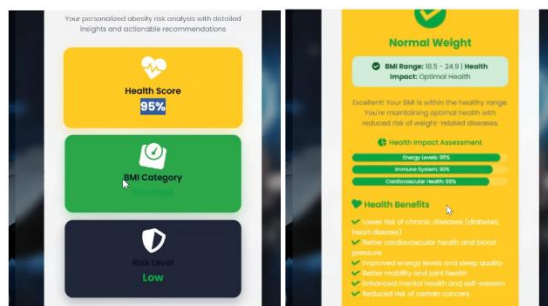 Your personalized obesity risk analysis with detailed
insights and actionable recommendations
Health Score
95%
BMI Category
Risk Level
Low
Normal Weight
BMI Range: 18.5 - 24.9 | Health
Impact: Optimal Health
Excellent! Your BMI is within the healthy range.
You're maintaining optimal health with
reduced risk of weight-related diseases.
Health Impact Assessment
Energy Levels: 95%
Immune System: 90%
Cardiovascular Health:
Health Benefits
Lower risk of chronic diseases (diabetes,
heart disease)
Better cardiovascular health and blood
pressure
Improved energy levels and sleep quality
Better mobility and joint health
Enhanced mental health and self-esteem
Reduced risk of certain cancers